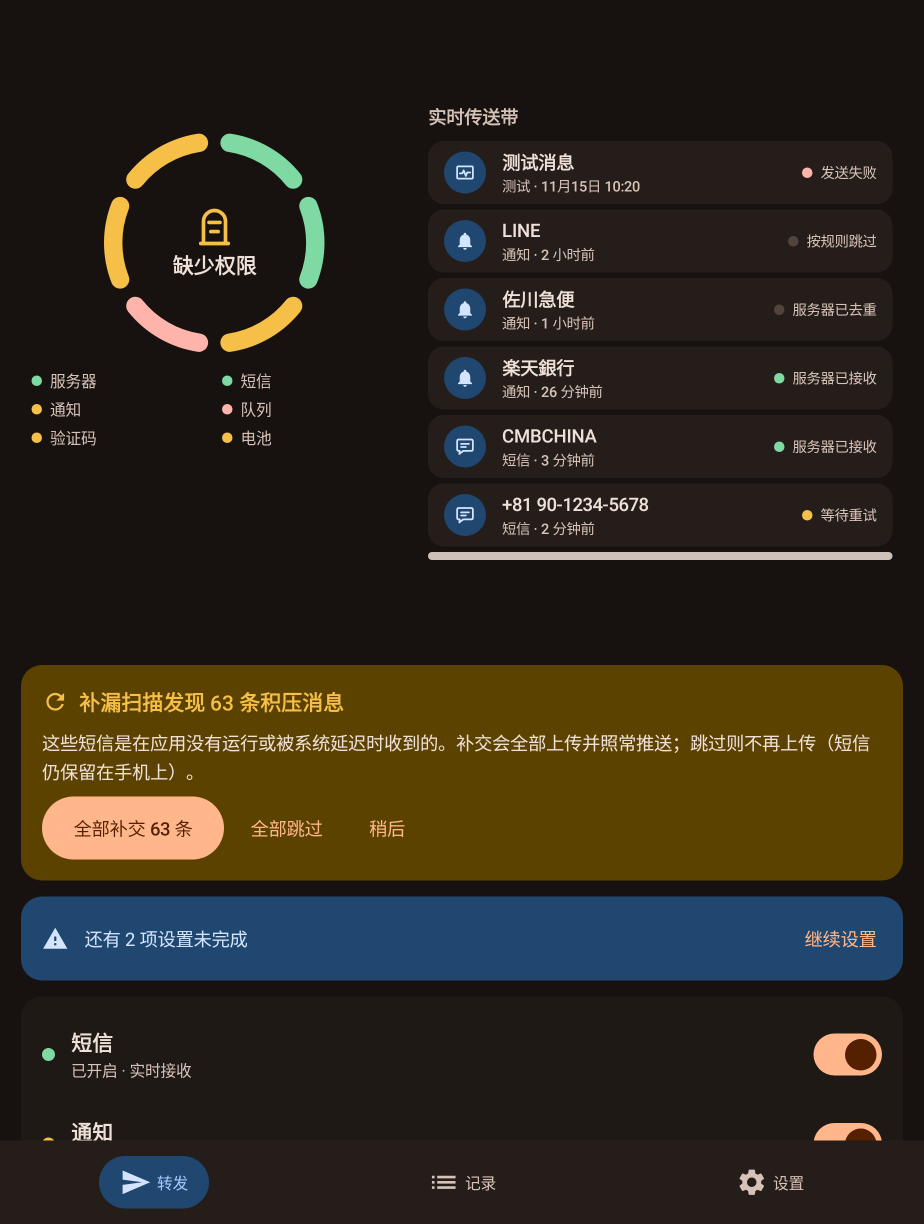 缺少权限
服务器
短信
通知
队列
验证码
电池
实时传送带
测试消息
测试 · 11月15日 10:20
发送失败
LINE
通知 · 2 小时前
按规则跳过
佐川急便
通知 · 1 小时前
服务器已去重
楽天銀行
通知 · 26 分钟前
服务器已接收
CMBCHINA
短信 · 3 分钟前
服务器已接收
+81 90-1234-5678
短信 · 2 分钟前
等待重试
补漏扫描发现 63 条积压消息
这些短信是在应用没有运行或被系统延迟时收到的。补交会全部上传并照常推送；跳过则不再上传（短信
仍保留在手机上）。
全部补交 63 条
全部跳过
稍后
还有 2 项设置未完成
继续设置
短信
已开启 · 实时接收
通知
转发
记录
设置